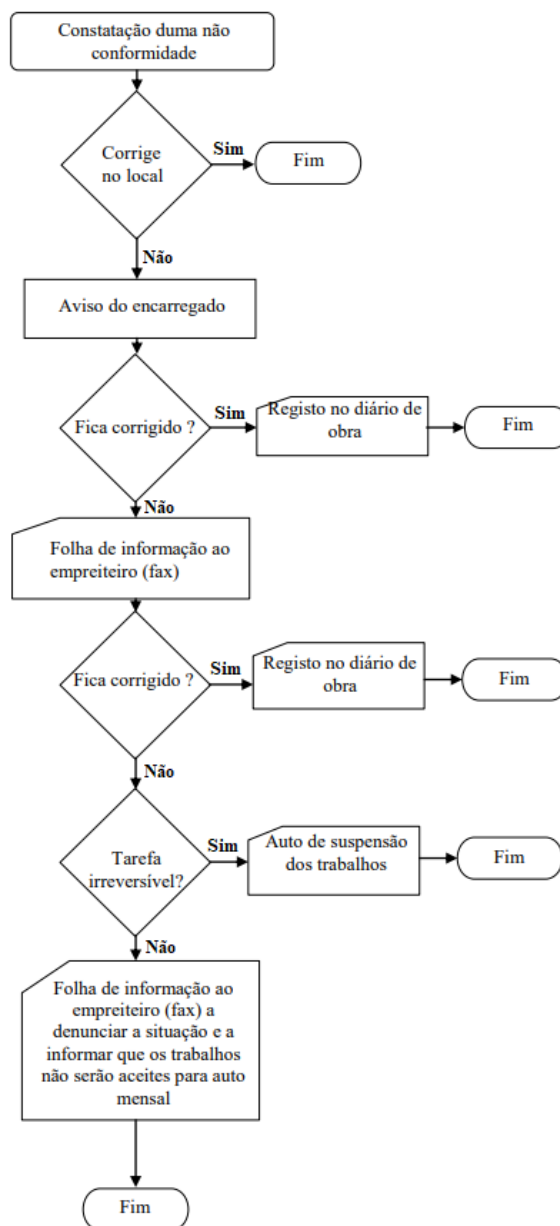 Constatação duma não
conformidade
Corrige
no local
Sim
Fim
Não
Aviso do encarregado
Fica corrigido ?
Sim
Registo no diário de
obra
Fim
Não
Folha de informação ao
empreiteiro (fax)
Fica corrigido ?
Sim
Registo no diário de
obra
Fim
Não
Tarefa
irreversível?
Sim
Auto de suspensão
dos trabalhos
Fim
Não
Folha de informação ao
empreiteiro (fax) a
denunciar a situação e a
informar que os trabalhos
não serão aceites para auto
mensal
Fim